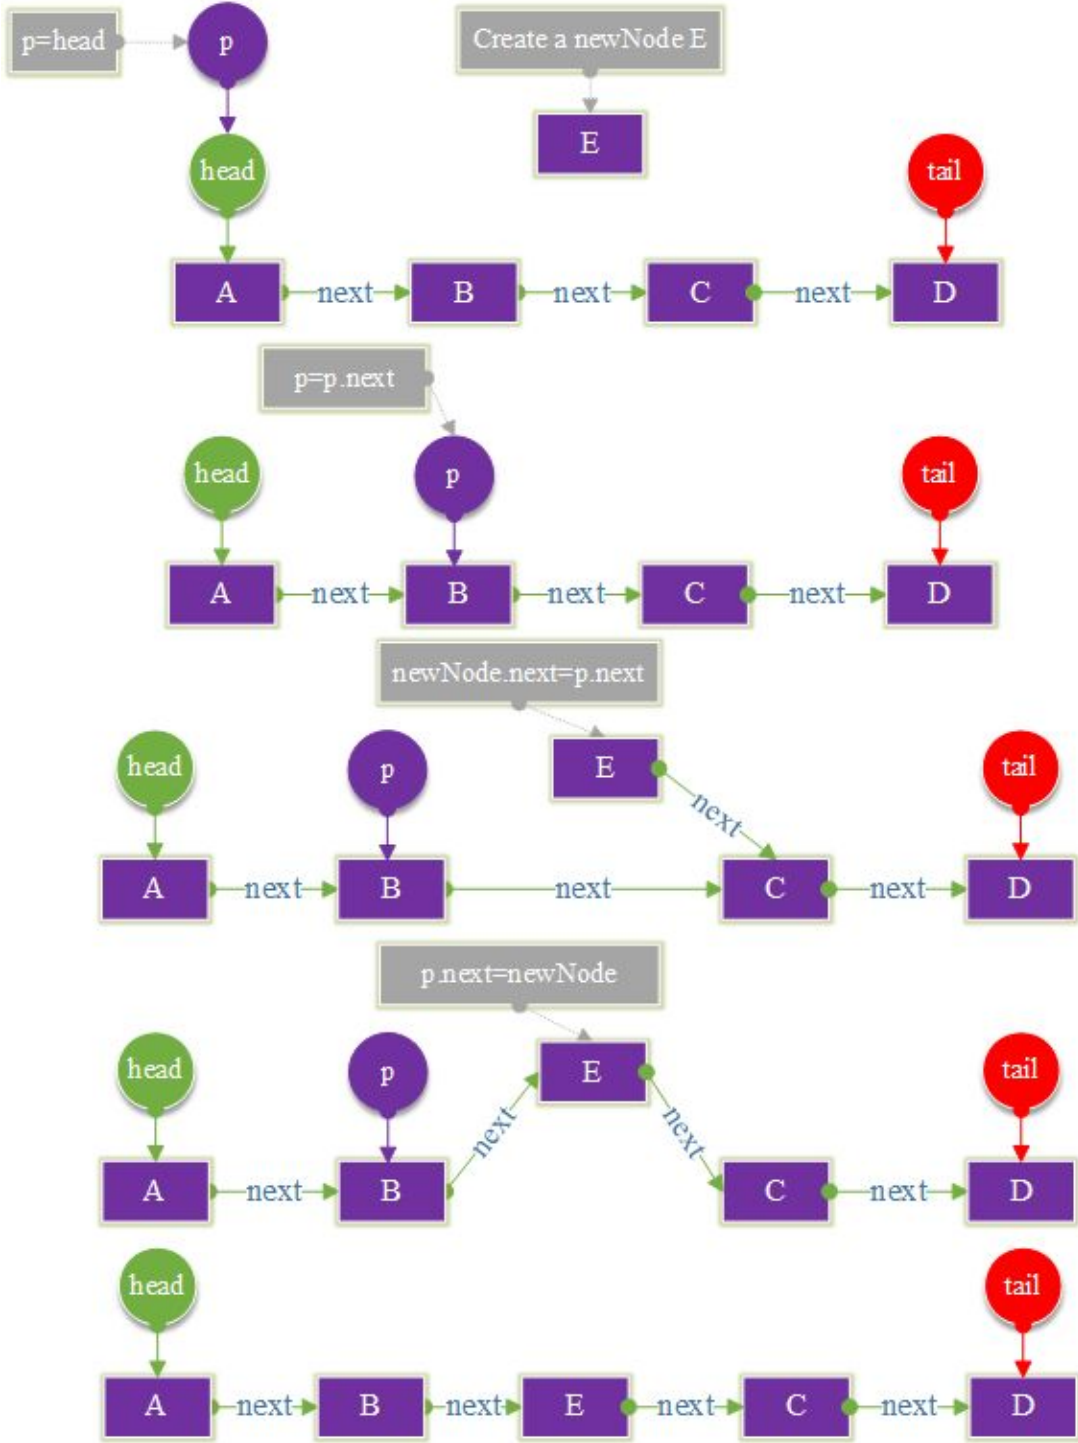 p=head
p
Create a newNode E
E
head
tail
A next B next C next D
p=p.next
head
p
tail
A next B next C next D
newNode.next=p.next
head
p
E
tail
next
A next B next C next D
p.next=newNode
head
p
E
tail
next
next
A next B
C next D
head
tail
A next B next E next C next D